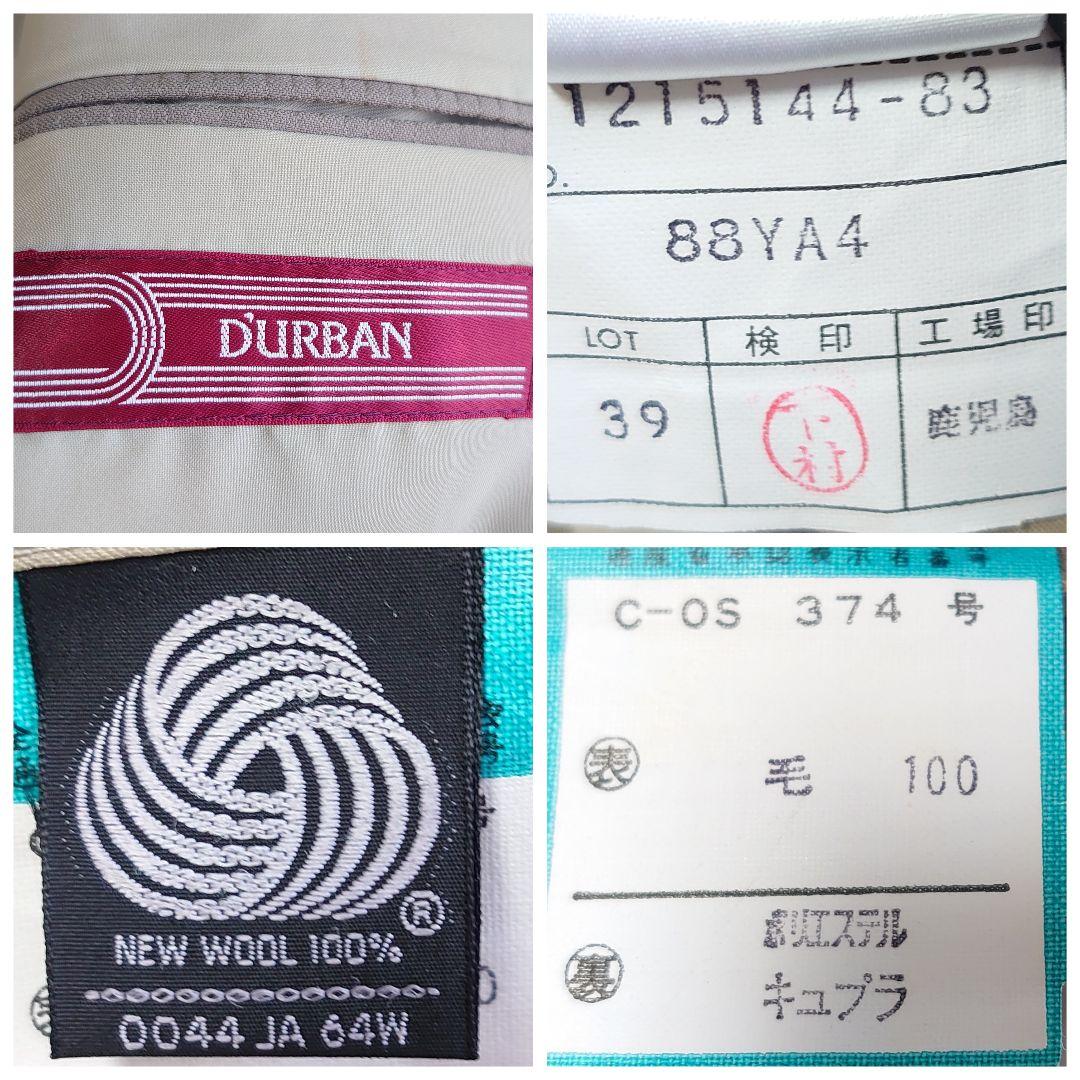 D'URBAN
1215144-83
88YA4
LOT 検印 工場印
39 下村 鹿児島
®
NEW WOOL 100%
0044 JA 64W
C-OS 374 号
表 毛 100
裏 ポリエステル
キュプラ